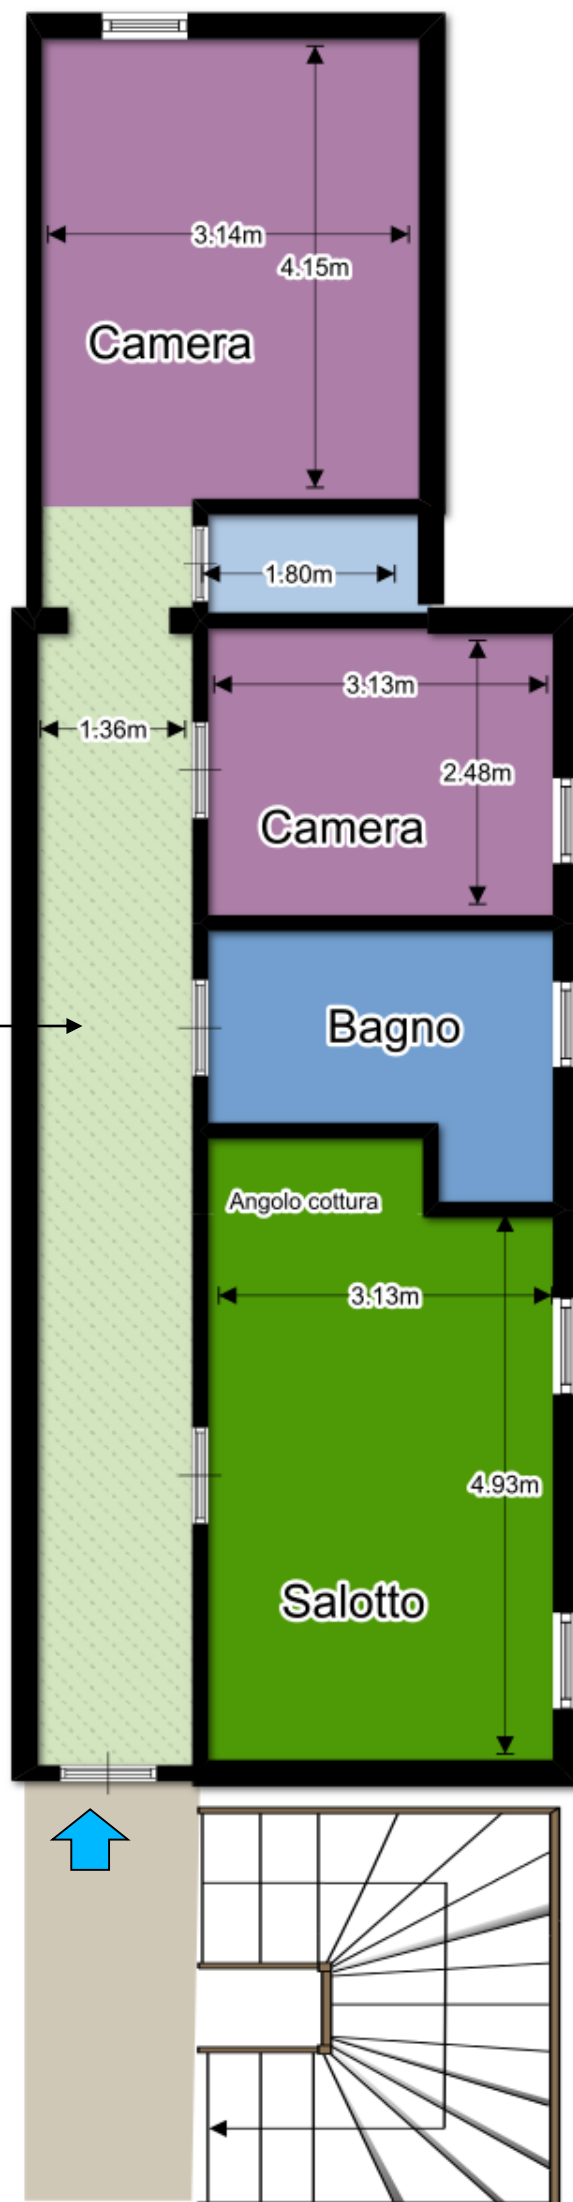 3.14m
4.15m
Camera
1.80m
3.13m
1.36m
2.48m
Camera
Bagno
Angolo cottura
3.13m
4.93m
Salotto